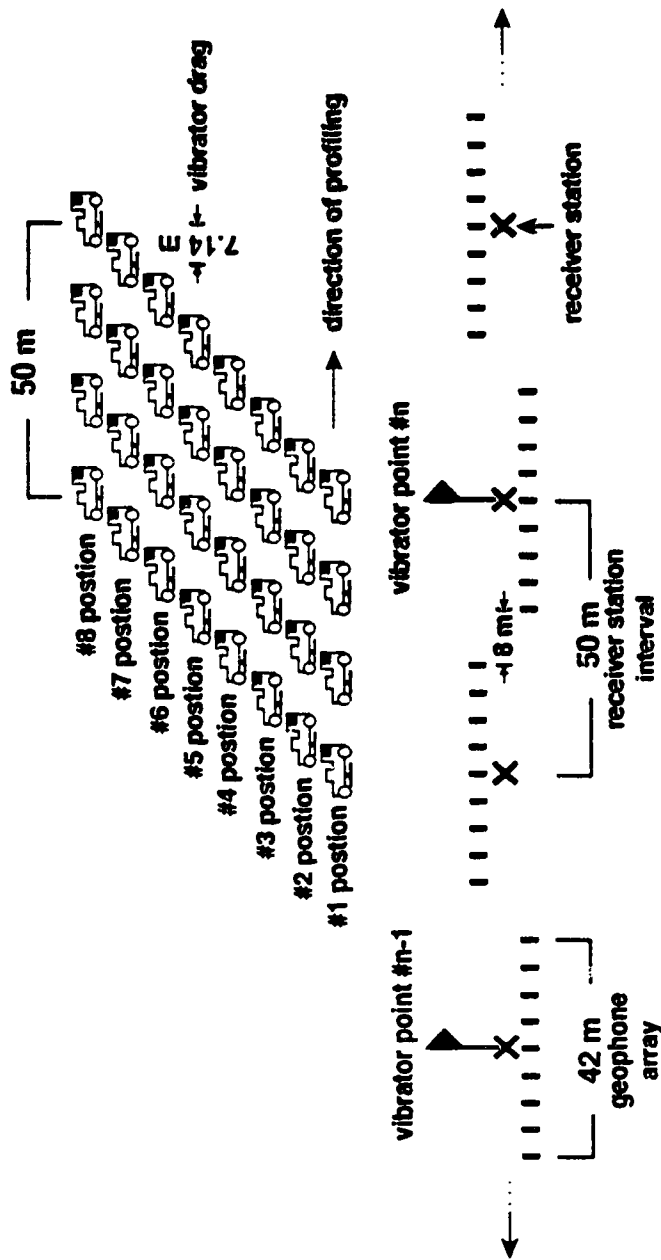 50 m
#8 postion
#7 postion
#6 postion
#5 postion
#4 postion
#3 postion
#2 postion
#1 postion
7.14 m
vibrator drag
direction of profiling
vibrator point #n-1
vibrator point #n
8 m
42 m
geophone
array
50 m
receiver station
interval
receiver station